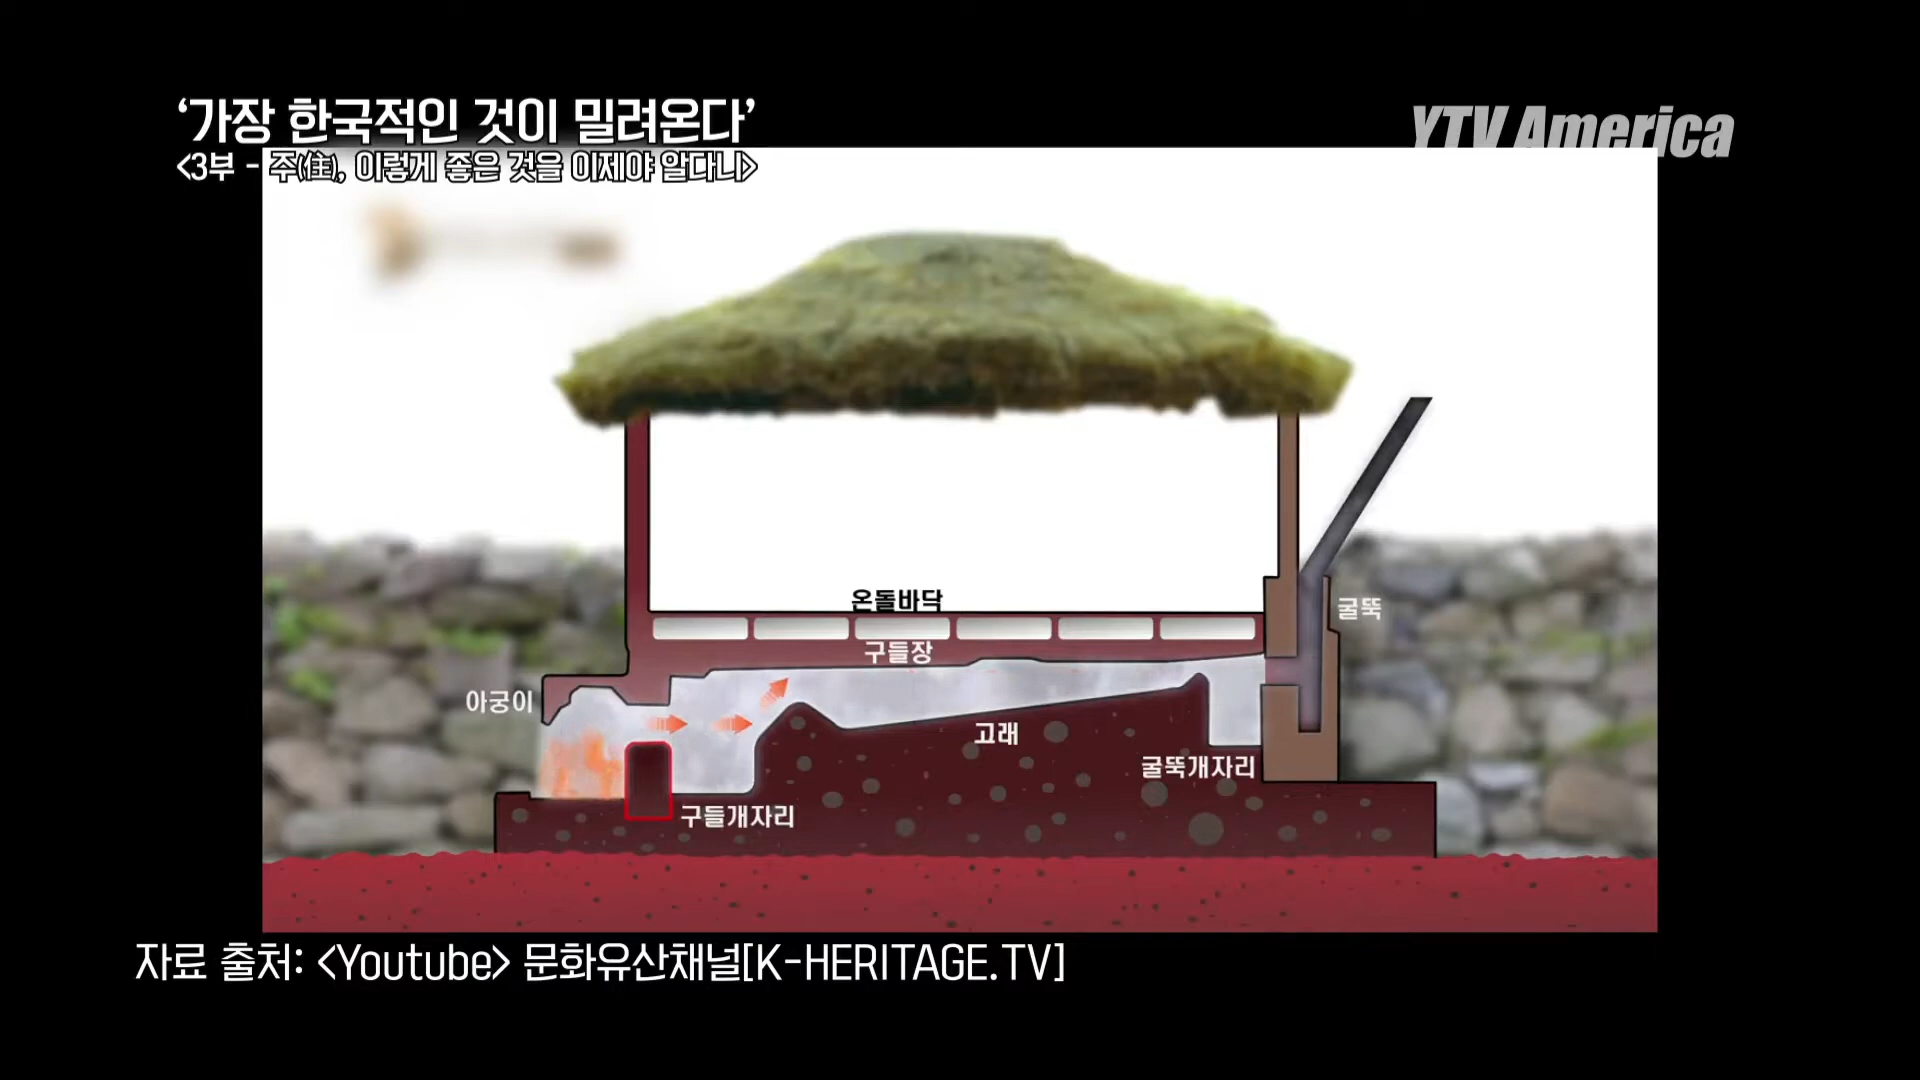 ‘가장 한국적인 것이 밀려온다’
YTV America
<3부 - 주(住), 이렇게 좋은 것을 이제야 알다니>
온돌바닥
굴뚝
구들장
아궁이
고래
굴뚝개자리
구들개자리
자료 출처: <Youtube> 문화유산채널[K-HERITAGE.TV]